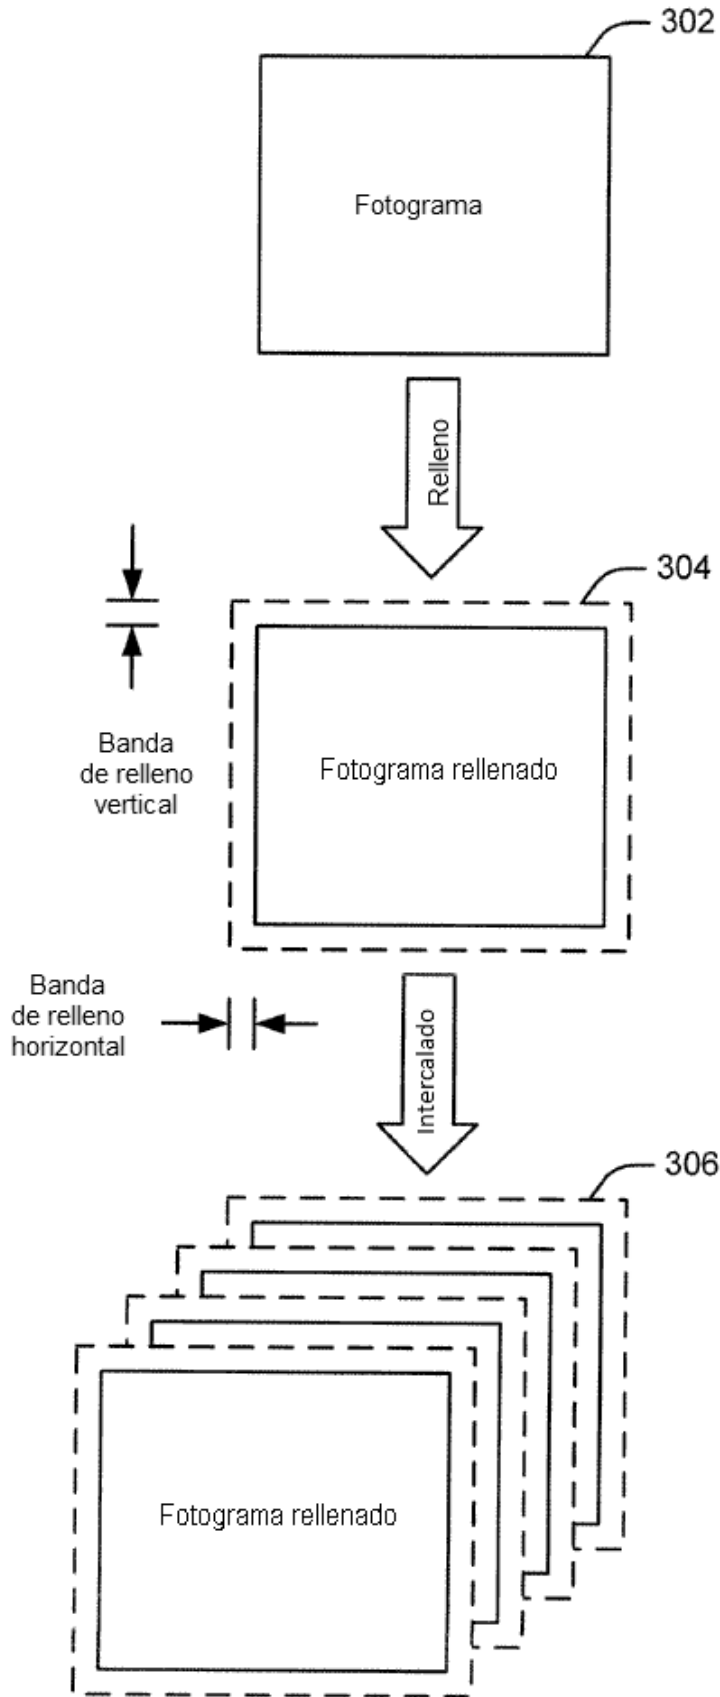 302
Fotograma
Relleno
304
Banda
de relleno
vertical
Fotograma rellenado
Banda
de relleno
horizontal
Intercalado
306
Fotograma rellenado